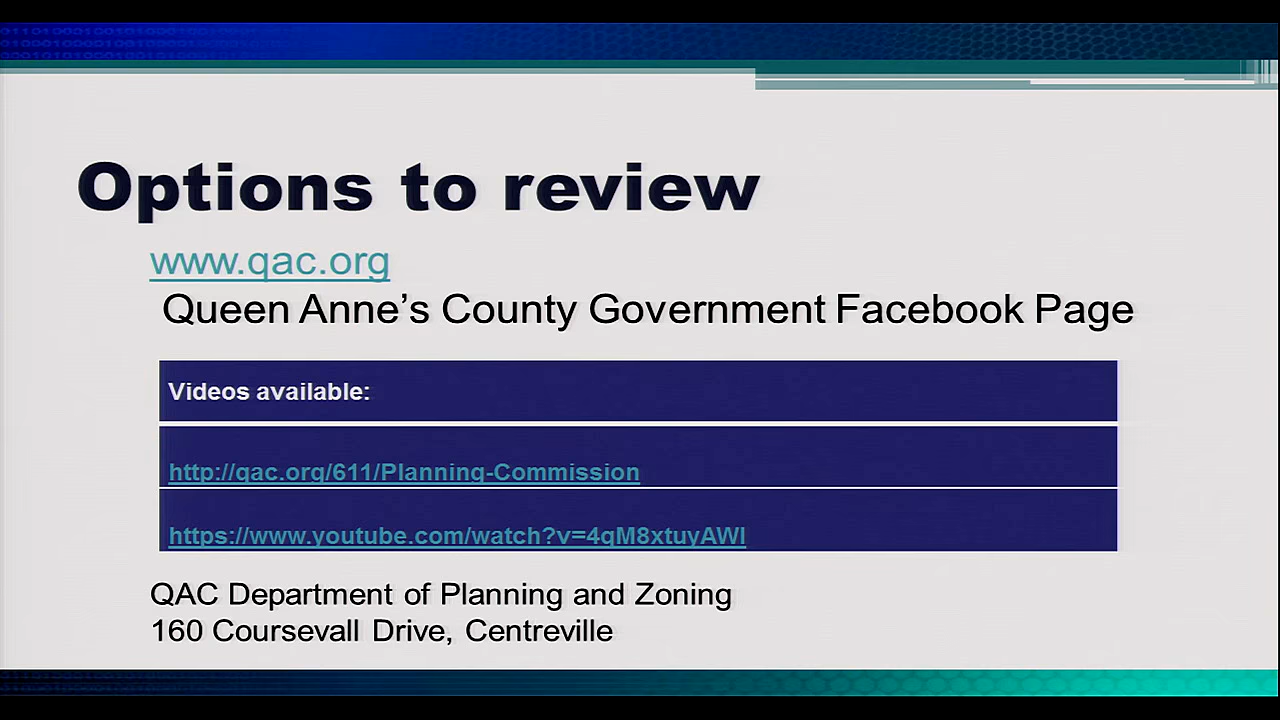 Options to review
www.qac.org
Queen Anne’s County Government Facebook Page
Videos available:
http://qac.org/611/Planning-Commission
https://www.youtube.com/watch?v=4qM8xtuyAWI
QAC Department of Planning and Zoning
160 Coursevall Drive, Centreville